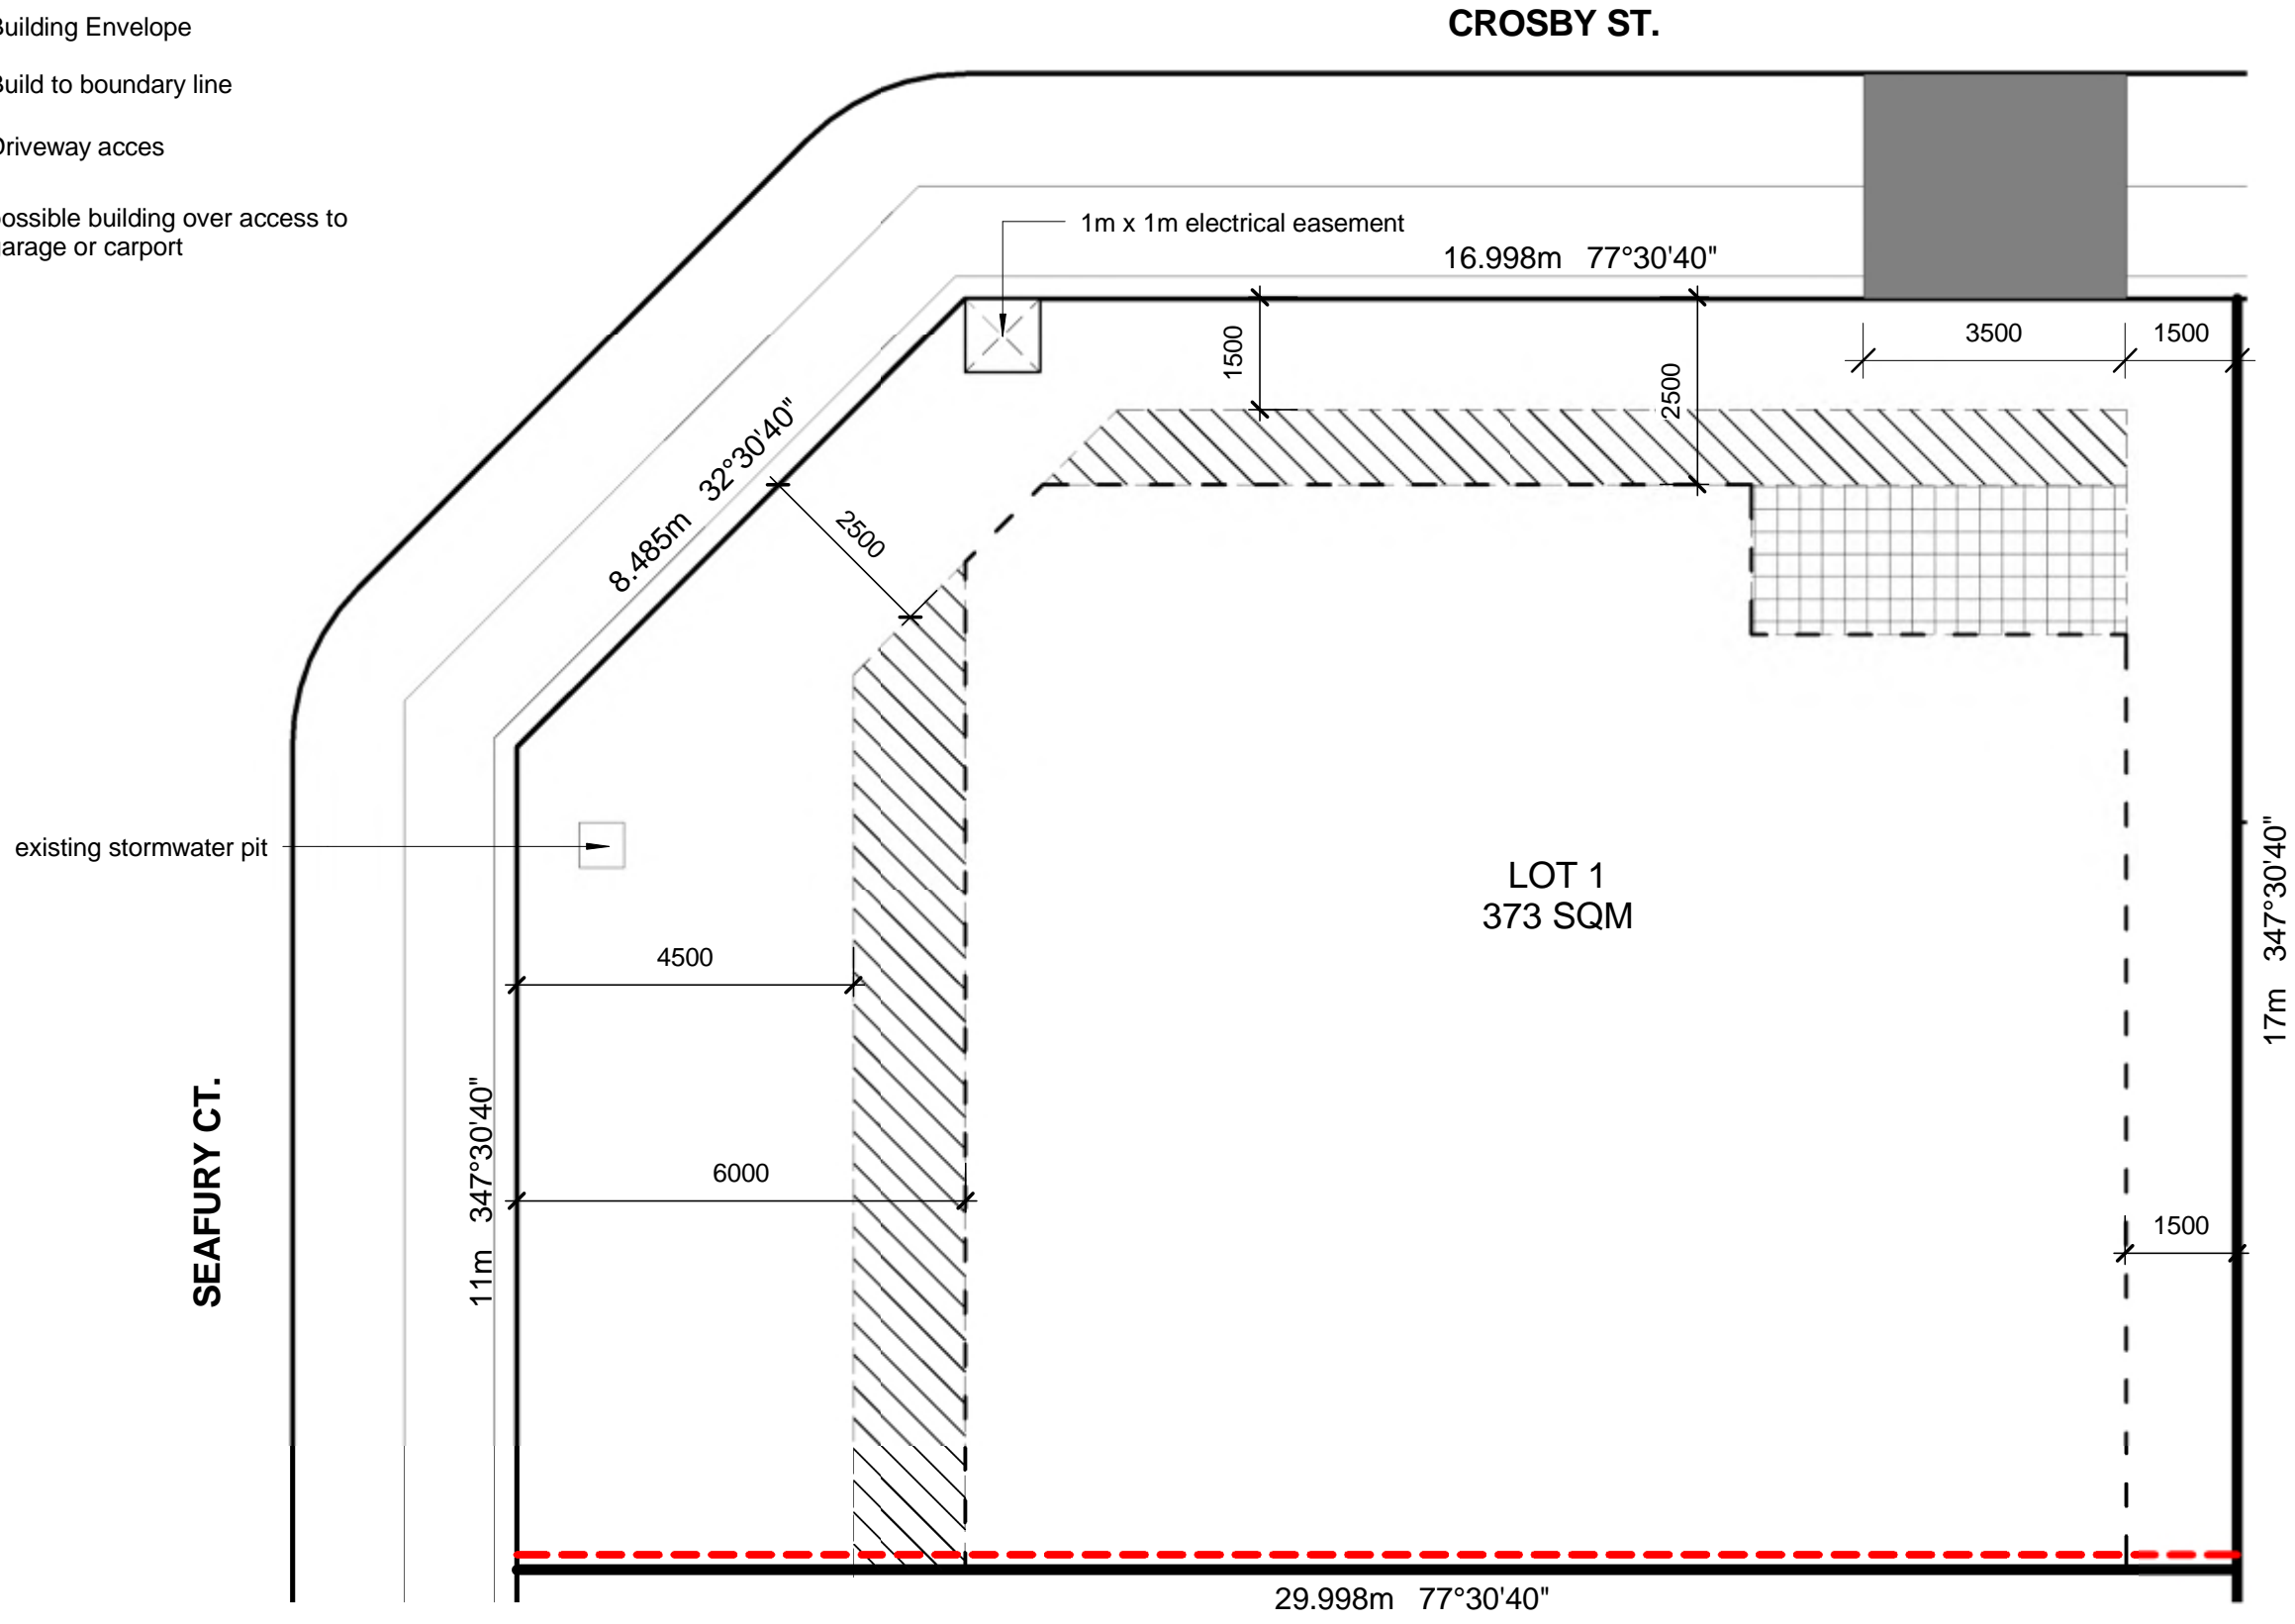 CROSBY ST.
Building Envelope
Build to boundary line
Driveway acces
possible building over access to
garage or carport
1m x 1m electrical easement
16.998m 77°30'40"
1500
2500
3500
1500
8.485m 32°30'40"
2500
existing stormwater pit
LOT 1
373 SQM
17m 347°30'40"
4500
SEAFURY CT.
11m 347°30'40"
6000
1500
29.998m 77°30'40"